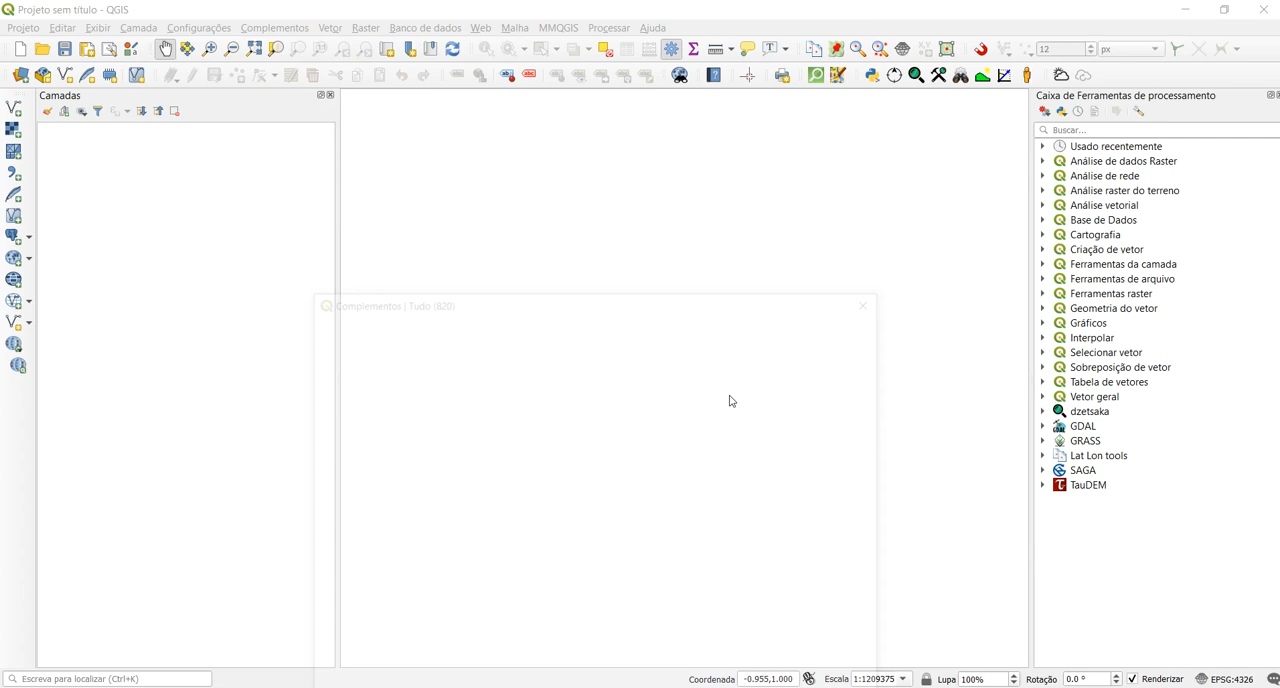 Projeto sem título - QGIS
Projeto Editar Exibir Camada Configurações Complementos Vetor Raster Banco de dados Web Malha MMQGIS Processar Ajuda
12 px
Camadas
Caixa de Ferramentas de processamento
Buscar...
Usado recentemente
Análise de dados Raster
Análise de rede
Análise raster do terreno
Análise vetorial
Base de Dados
Cartografia
Criação de vetor
Ferramentas da camada
Ferramentas de arquivo
Ferramentas raster
Geometria do vetor
Gráficos
Interpolar
Selecionar vetor
Sobreposição de vetor
Tabela de vetores
Vetor geral
dzetsaka
GDAL
GRASS
Lat Lon tools
SAGA
TauDEM
Complementos | Tudo (820)
Escreva para localizar (Ctrl+K) Coordenada -0.955,1.000 Escala 1:1209375 Lupa 100% Rotação 0.0 ° Renderizar EPSG:4326